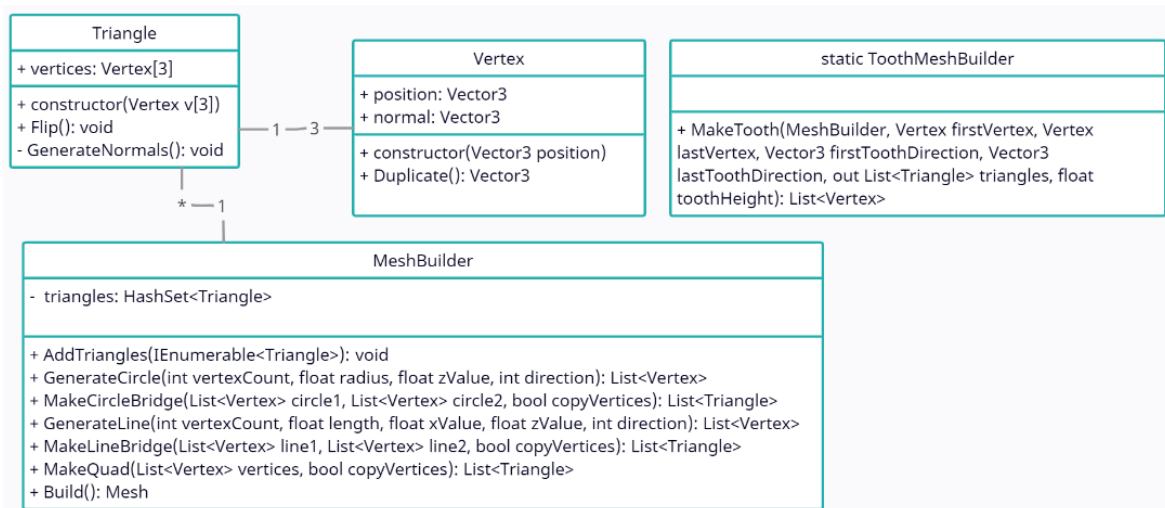 Triangle
+ vertices: Vertex[3]
+ constructor(Vertex v[3])
+ Flip(): void
- GenerateNormals(): void
1
3
Vertex
+ position: Vector3
+ normal: Vector3
+ constructor(Vector3 position)
+ Duplicate(): Vector3
static ToothMeshBuilder
+ MakeTooth(MeshBuilder, Vertex firstVertex, Vertex
lastVertex, Vector3 firstToothDirection, Vector3
lastToothDirection, out List<Triangle> triangles, float
toothHeight): List<Vertex>
*
1
MeshBuilder
- triangles: HashSet<Triangle>
+ AddTriangles(IEnumerable<Triangle>): void
+ GenerateCircle(int vertexCount, float radius, float zValue, int direction): List<Vertex>
+ MakeCircleBridge(List<Vertex> circle1, List<Vertex> circle2, bool copyVertices): List<Triangle>
+ GenerateLine(int vertexCount, float length, float xValue, float zValue, int direction): List<Vertex>
+ MakeLineBridge(List<Vertex> line1, List<Vertex> line2, bool copyVertices): List<Triangle>
+ MakeQuad(List<Vertex> vertices, bool copyVertices): List<Triangle>
+ Build(): Mesh